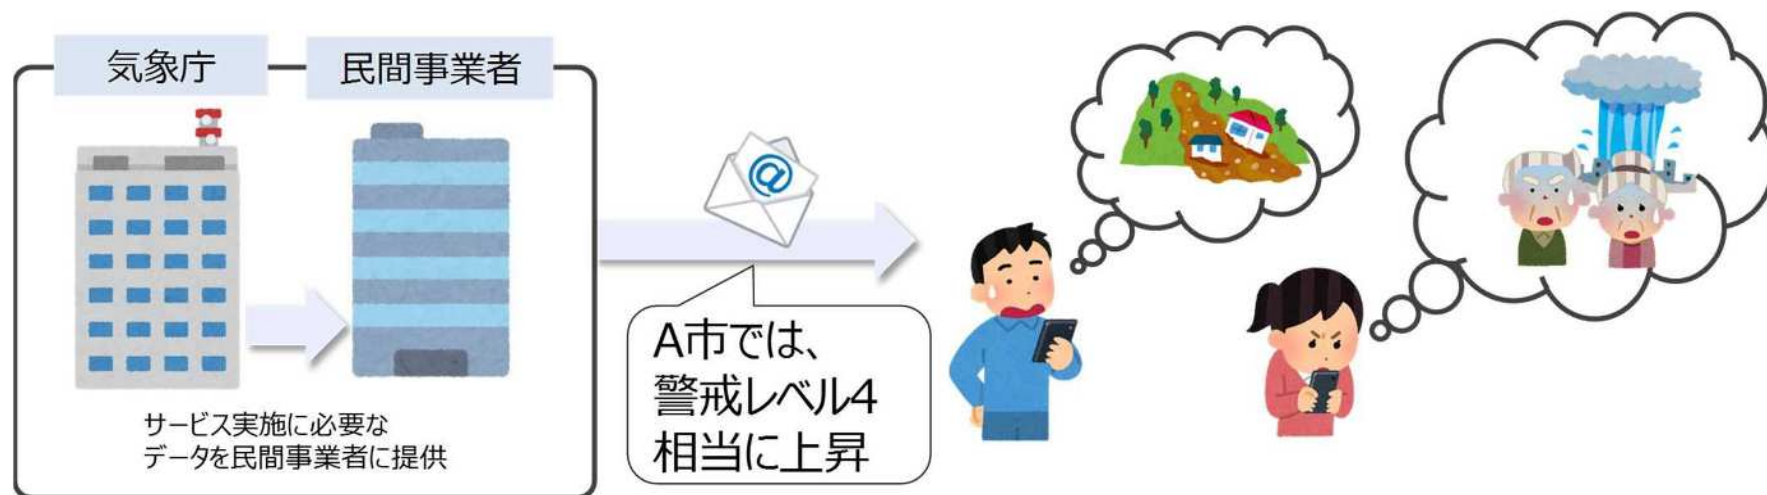 気象庁
民間事業者
サービス実施に必要な
データを民間事業者に提供
@
A市では、
警戒レベル4
相当に上昇